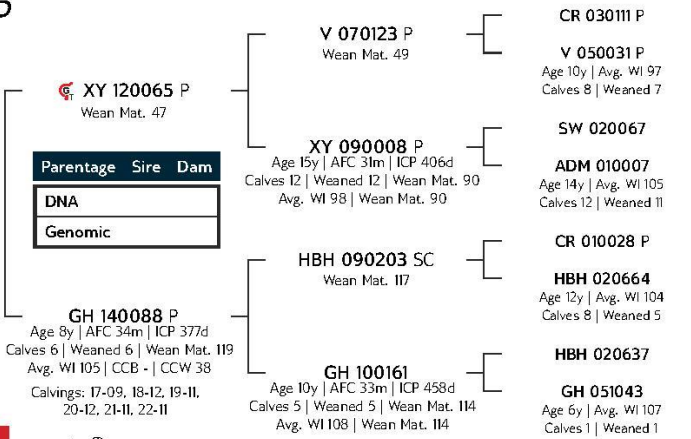 XY 120065 P
Wean Mat. 47
Parentage Sire Dam
DNA
Genomic
GH 140088 P
Age 8y | AFC 34m | ICP 377d
Calves 6 | Weaned 6 | Wean Mat. 119
Avg. WI 105 | CCB - | CCW 38
Calvings: 17-09, 18-12, 19-11,
20-12, 21-11, 22-11
V 070123 P
Wean Mat. 49
XY 090008 P
Age 15y | AFC 31m | ICP 406d
Calves 12 | Weaned 12 | Wean Mat. 90
Avg. WI 98 | Wean Mat. 90
HBH 090203 SC
Wean Mat. 117
GH 100161
Age 10y | AFC 33m | ICP 458d
Calves 5 | Weaned 5 | Wean Mat. 114
Avg. WI 108 | Wean Mat. 114
CR 030111 P
V 050031 P
Age 10y | Avg. WI 97
Calves 8 | Weaned 7
SW 020067
ADM 010007
Age 14y | Avg. WI 105
Calves 12 | Weaned 11
CR 010028 P
HBH 020664
Age 12y | Avg. WI 104
Calves 8 | Weaned 5
HBH 020637
GH 051043
Age 6y | Avg. WI 107
Calves 1 | Weaned 1